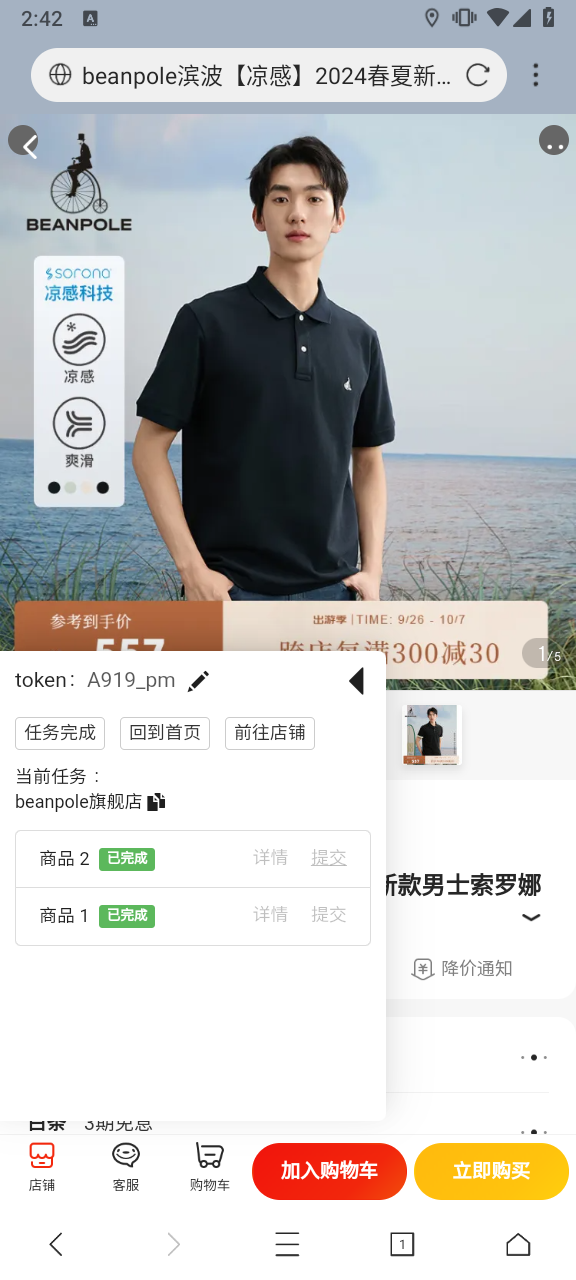 2:42
A
beanpole滨波【凉感】2024春夏新…
BEANPOLE
sorona
凉感科技
凉感
爽滑
参考到手价
557
出游季|TIME: 9/26 - 10/7
跨店每满300减30
1/5
token： A919_pm
任务完成
回到首页
前往店铺
当前任务：
beanpole旗舰店
商品 2 已完成 详情 提交
商品 1 已完成 详情 提交
新款男士索罗娜
降价通知
白条 3期免息
店铺
客服
购物车
加入购物车
立即购买
1